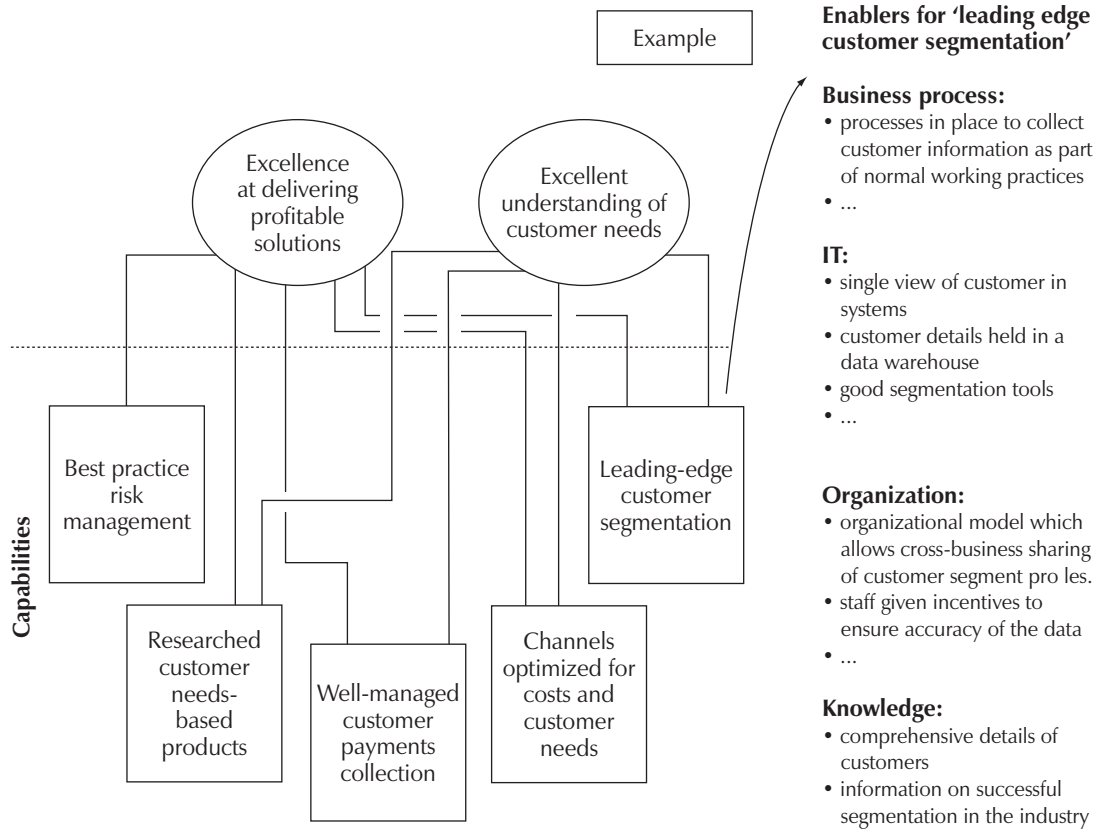 Example
Excellence
at delivering
profitable
solutions
Excellent
understanding of
customer needs
Capabilities
Best practice
risk
management
Leading-edge
customer
segmentation
Researched
customer
needs-
based
products
Well-managed
customer
payments
collection
Channels
optimized for
costs and
customer
needs
Enablers for ‘leading edge
customer segmentation’
Business process:
• processes in place to collect
customer information as part
of normal working practices
• ...
IT:
• single view of customer in
systems
• customer details held in a
data warehouse
• good segmentation tools
• ...
Organization:
• organizational model which
allows cross-business sharing
of customer segment pro les.
• staff given incentives to
ensure accuracy of the data
• ...
Knowledge:
• comprehensive details of
customers
• information on successful
segmentation in the industry